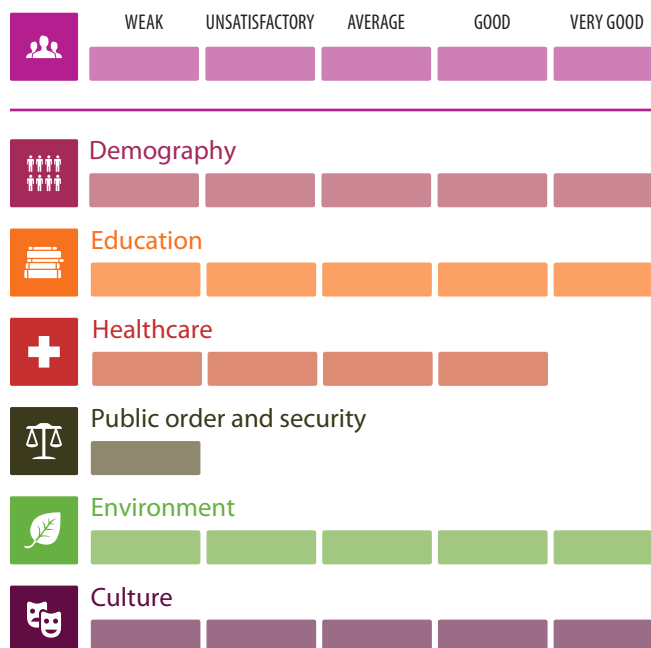 WEAK UNSATISFACTORY AVERAGE GOOD VERY GOOD
Demography
Education
Healthcare
Public order and security
Environment
Culture